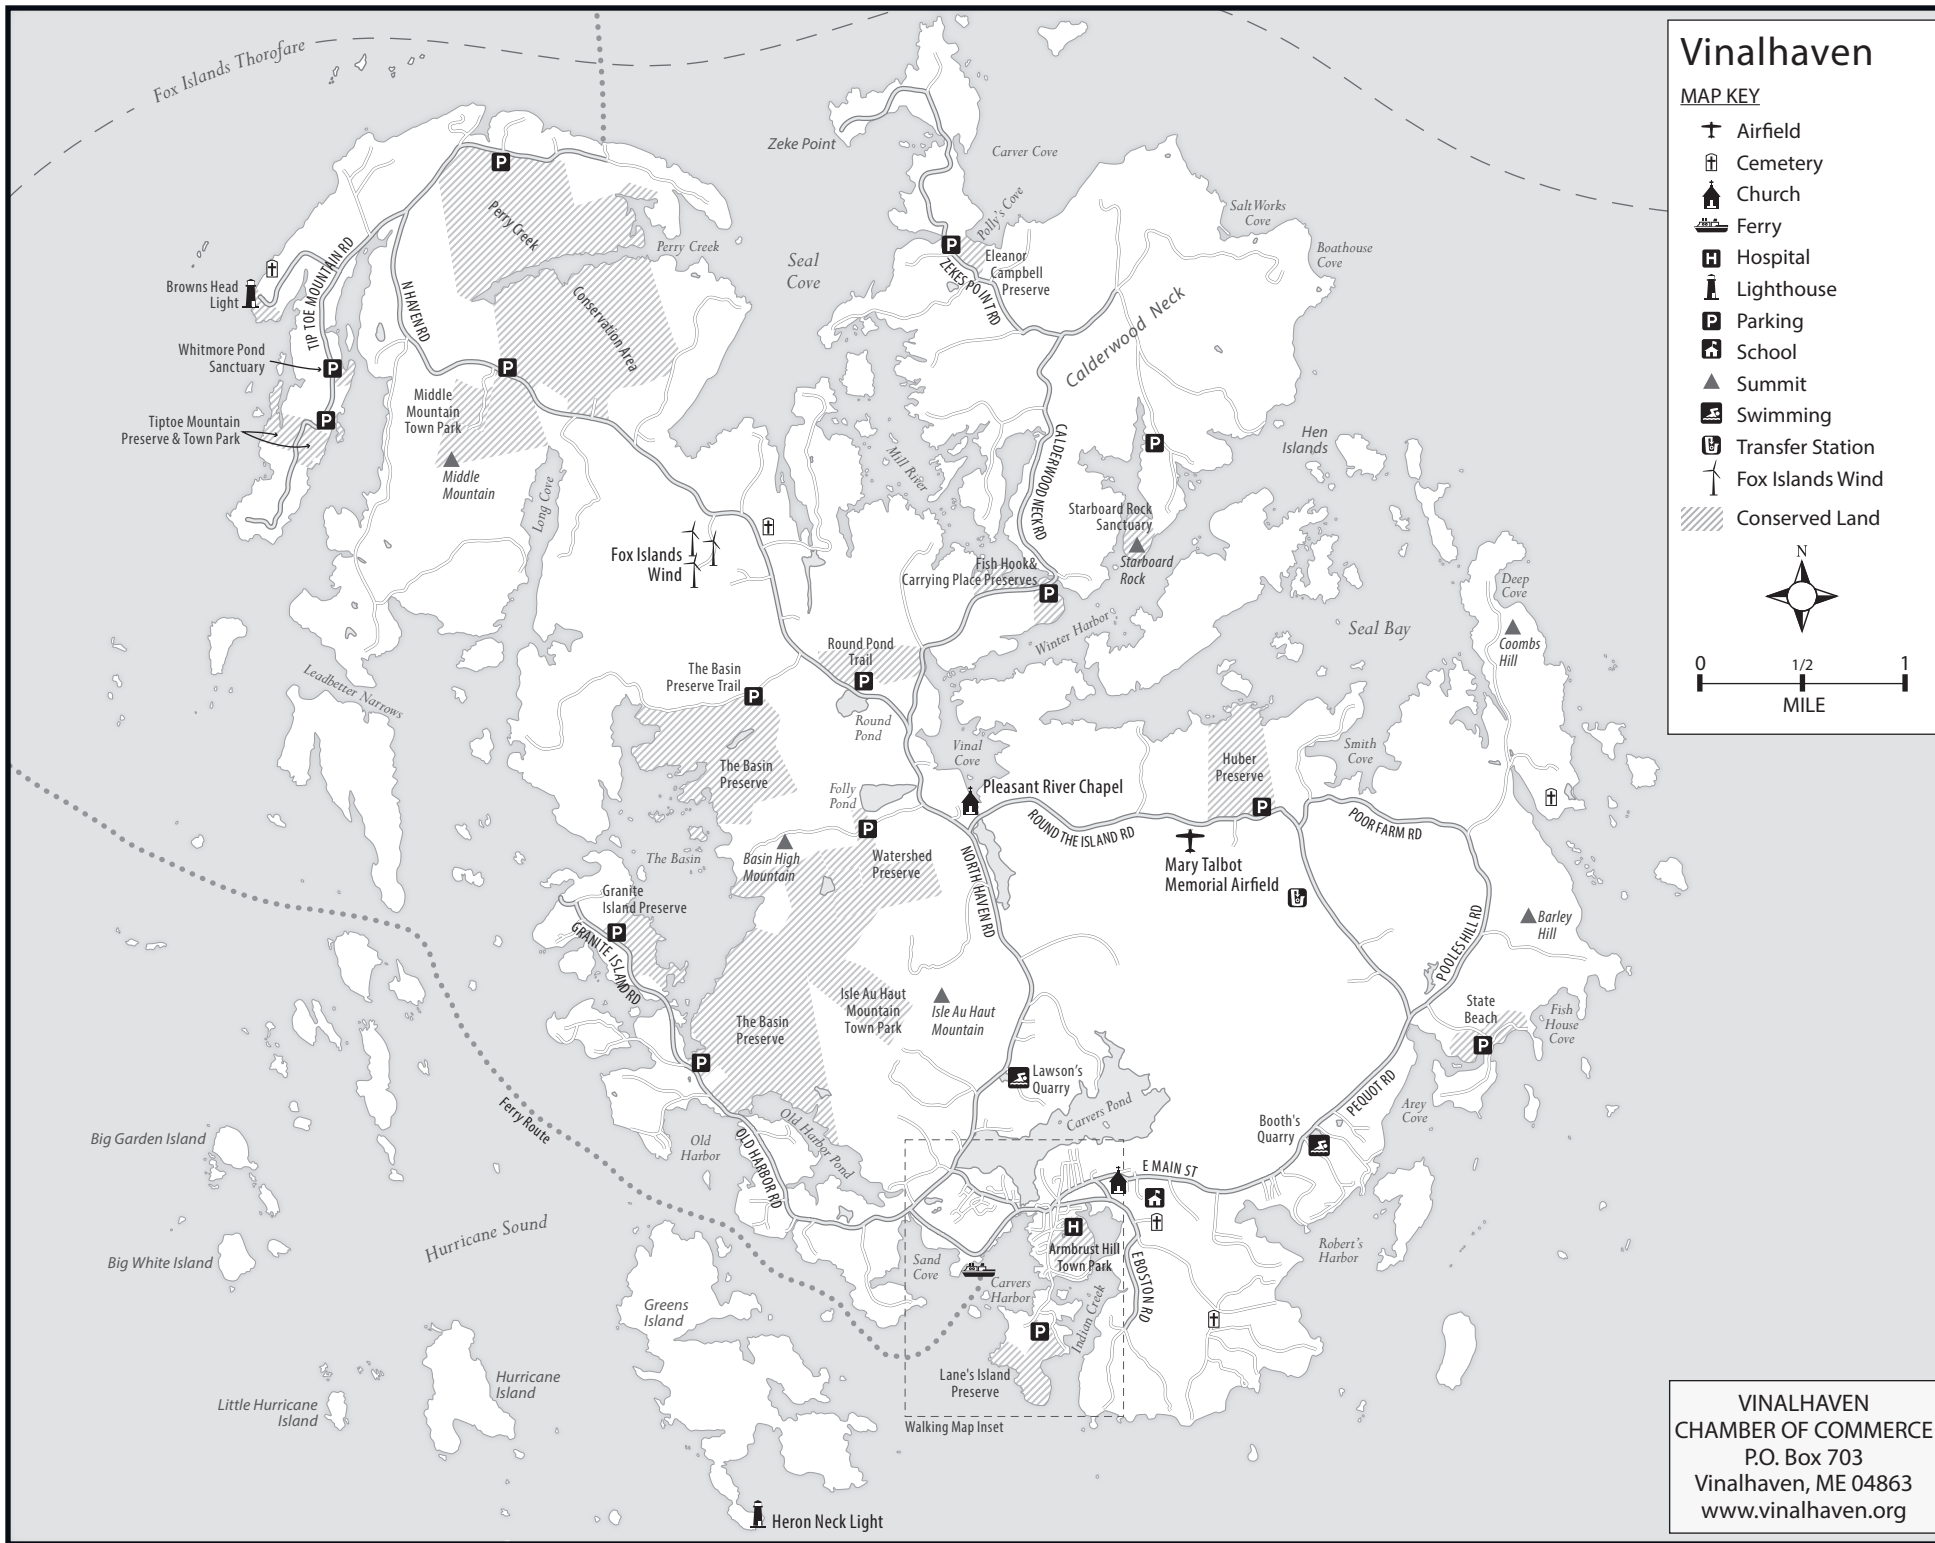 Fox Islands Thorofare
Vinalhaven
MAP KEY
Airfield
Cemetery
Church
Ferry
H
Hospital
Lighthouse
P
Parking
School
Summit
Swimming
Transfer Station
Fox Islands Wind
Conserved Land
N
0
1/2
1
MILE
Zeke Point
Carver Cove
P
Perry Creek
Perry Creek
Polly's Cove
Salt Works
Cove
Boathouse
Cove
Seal
Cove
P
Eleanor
Campbell
Preserve
ZEKES POINT RD
Browns Head
Light
TIP TOE MOUNTAIN RD
N HAVEN RD
Conservation Area
Calderwood Neck
Whitmore Pond
Sanctuary
P
P
Tiptoe Mountain
Preserve & Town Park
P
Middle
Mountain
Town Park
Middle
Mountain
Long Cove
Mill River
CALDERWOOD NECK RD
P
Hen
Islands
Starboard Rock
Sanctuary
Starboard
Rock
Fox Islands
Wind
Fish Hook&
Carrying Place Preserves
P
Winter Harbor
Seal Bay
Deep
Cove
Coombs
Hill
Leadbetter Narrows
The Basin
Preserve Trail
P
Round Pond
Trail
P
Round
Pond
Vinal
Cove
The Basin
Preserve
Folly
Pond
Pleasant River Chapel
Huber
Preserve
P
Smith
Cove
ROUND THE ISLAND RD
POOR FARM RD
P
The Basin
Basin High
Mountain
Watershed
Preserve
NORTH HAVEN RD
Mary Talbot
Memorial Airfield
Granite
Island Preserve
P
GRANITE ISLAND RD
Barley
Hill
POOLES HILL RD
The Basin
Preserve
Isle Au Haut
Mountain
Town Park
Isle Au Haut
Mountain
State
Beach
P
Fish
House
Cove
P
Lawson's
Quarry
Ferry Route
Old Harbor Pond
Carvers Pond
PEQUOT RD
Arey
Cove
Booth's
Quarry
Big Garden Island
Old
Harbor
OLD HARBOR RD
E MAIN ST
Hurricane Sound
H
Armbrust Hill
Town Park
E BOSTON RD
Robert's
Harbor
Big White Island
Sand
Cove
Carvers
Harbor
Indian Creek
Greens
Island
P
Lane's Island
Preserve
Hurricane
Island
Little Hurricane
Island
Walking Map Inset
Heron Neck Light
VINALHAVEN
CHAMBER OF COMMERCE
P.O. Box 703
Vinalhaven, ME 04863
www.vinalhaven.org